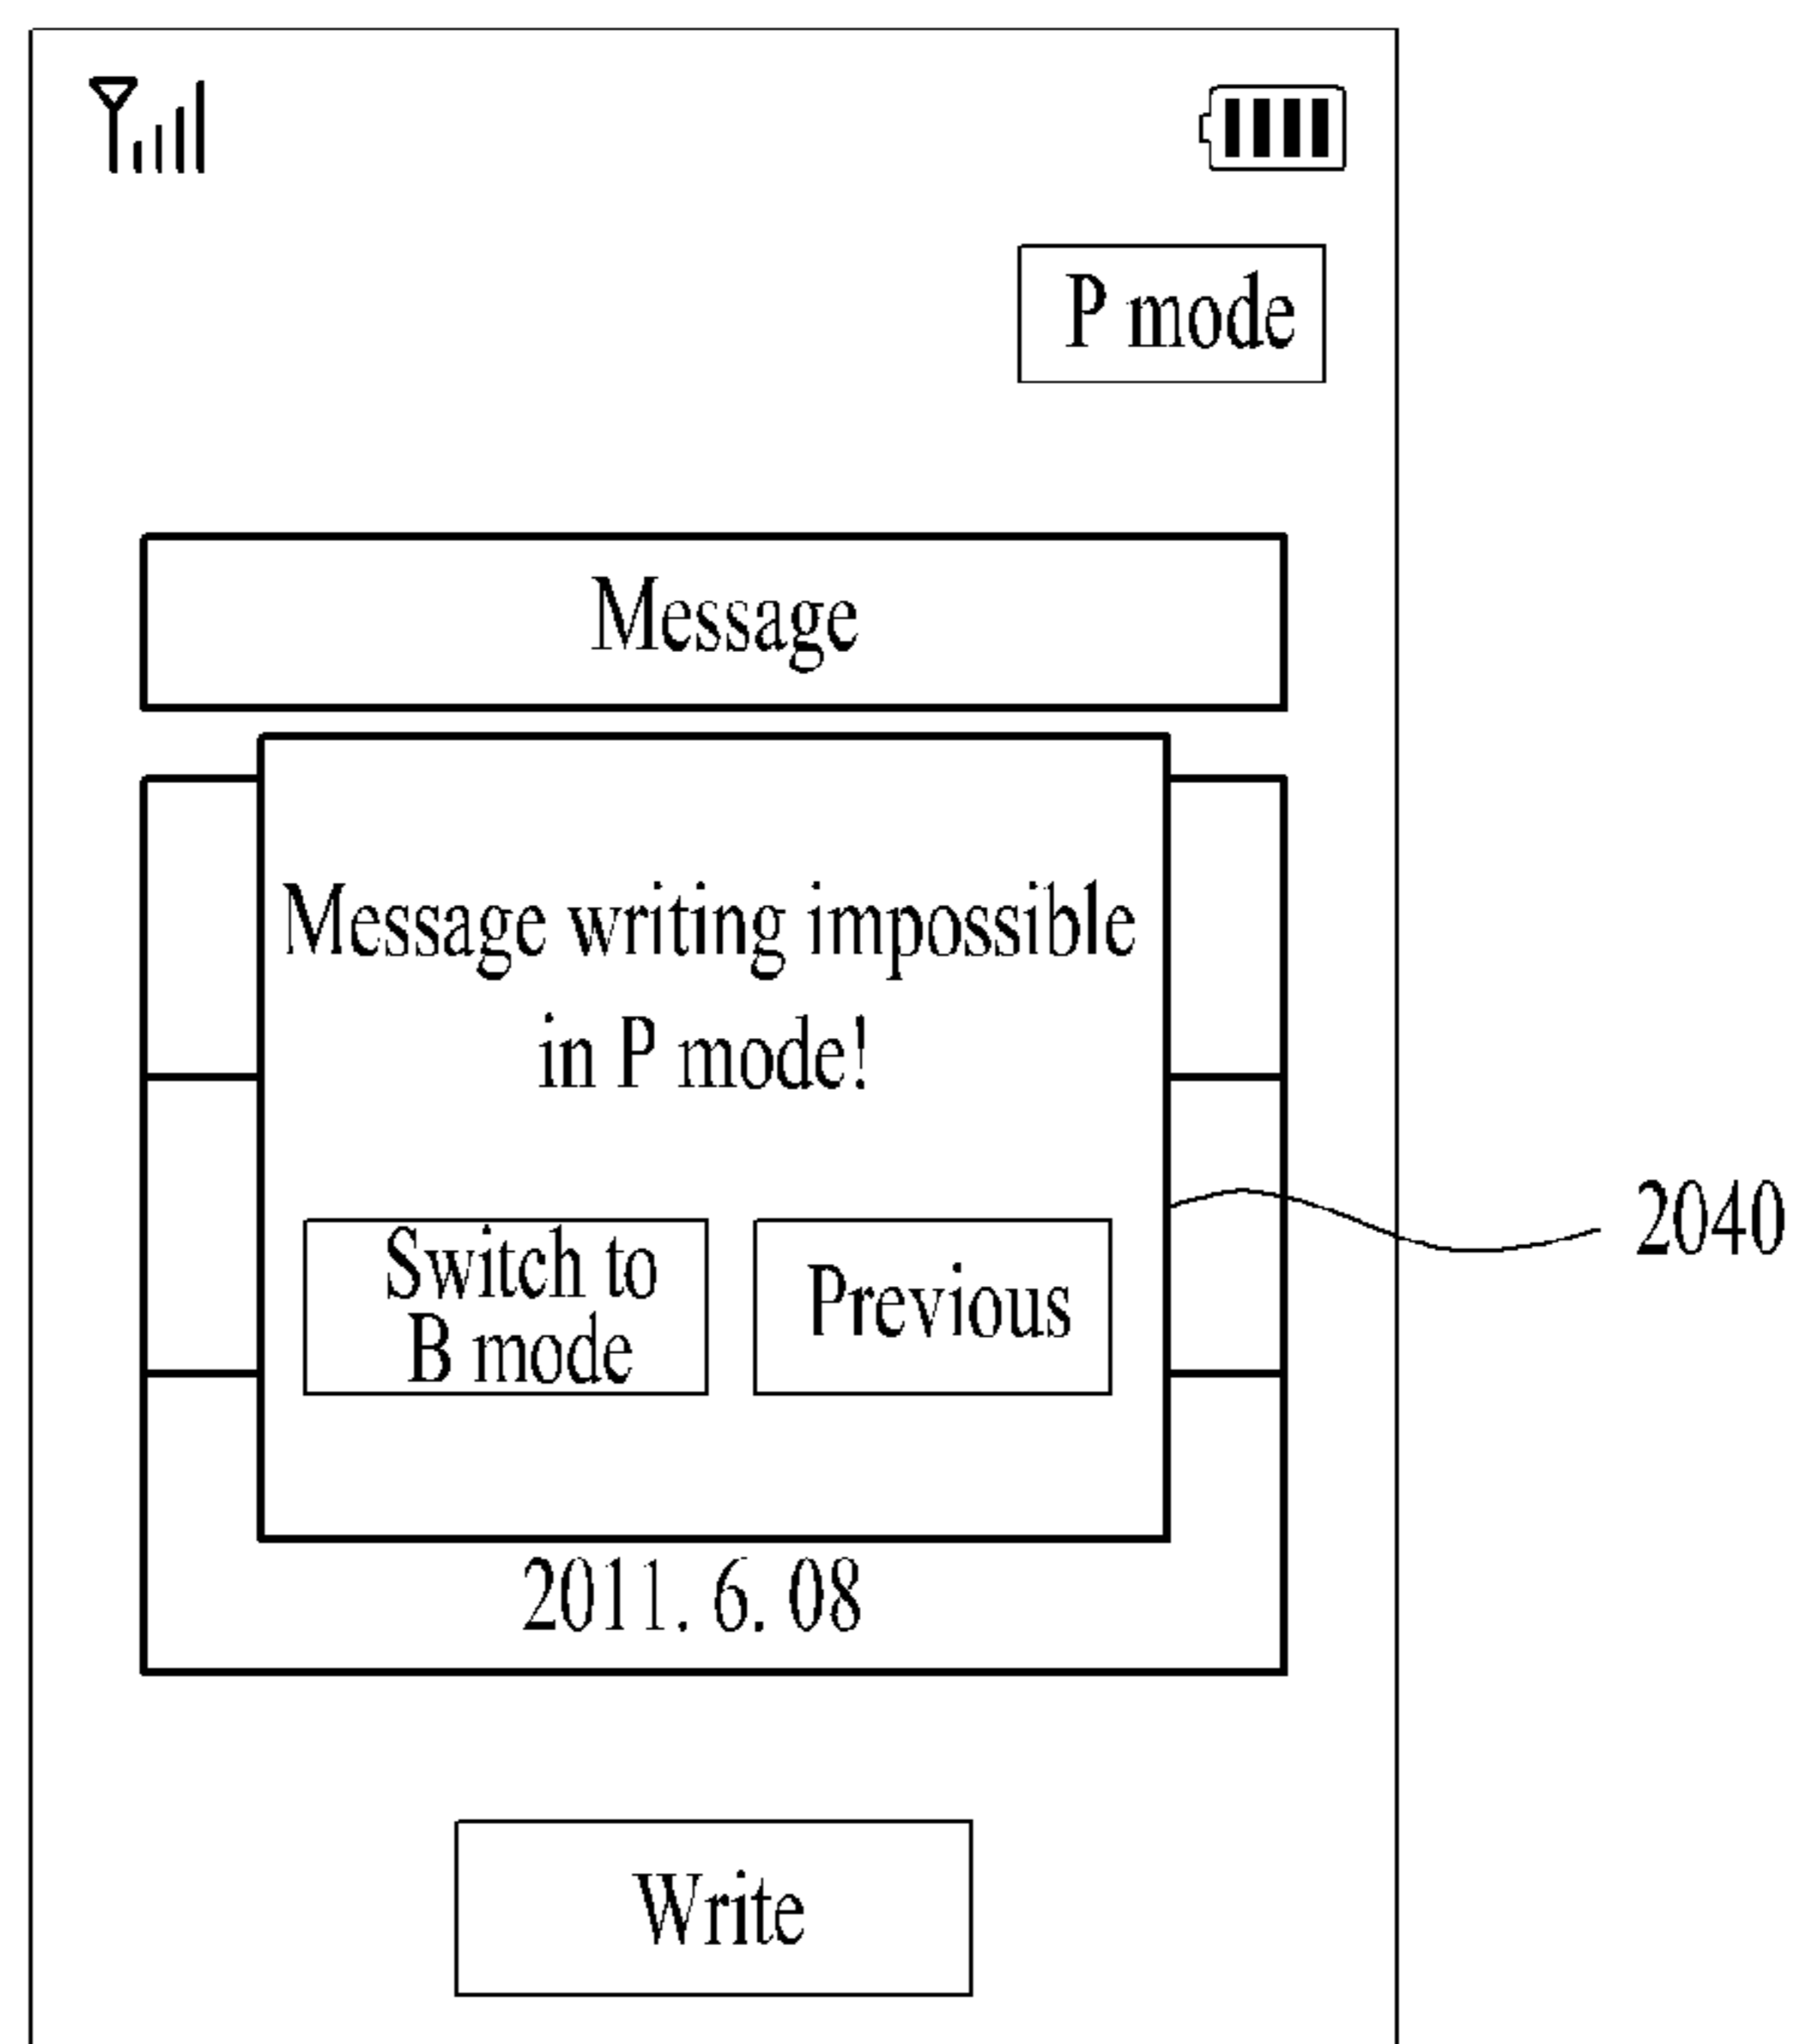 P mode
Message
Message writing impossible
in P mode!
Switch to
B mode
Previous
2040
2011. 6. 08
Write